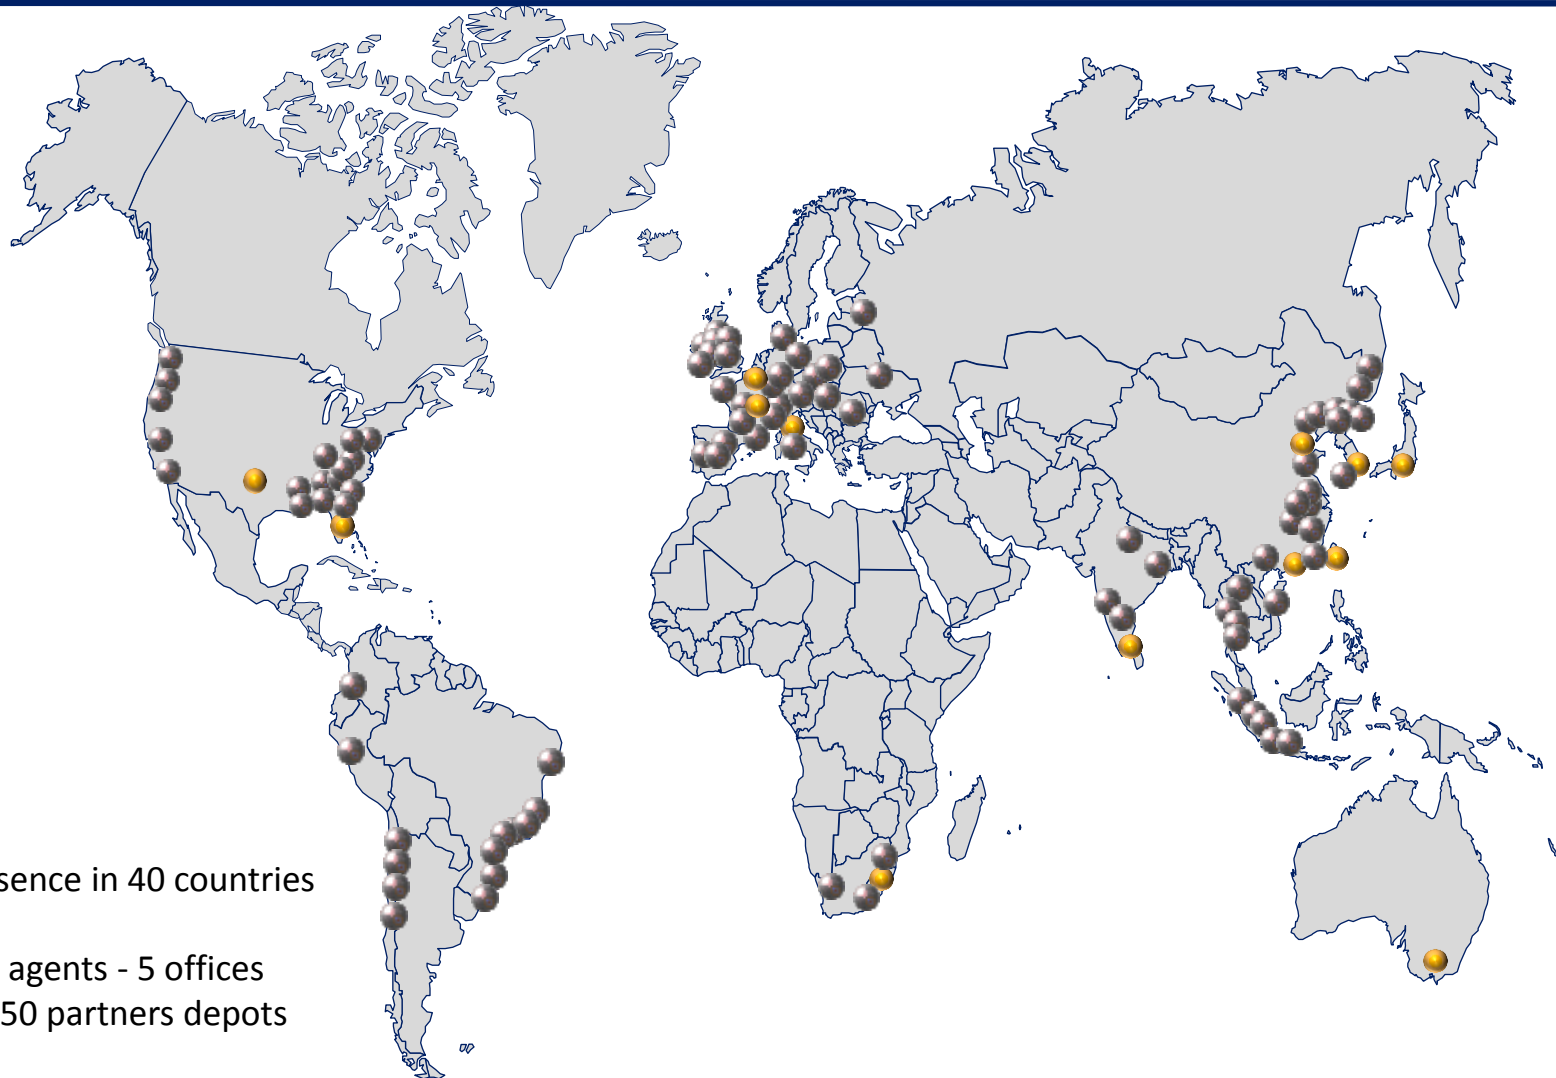 sence in 40 countries
agents - 5 offices
50 partners depots